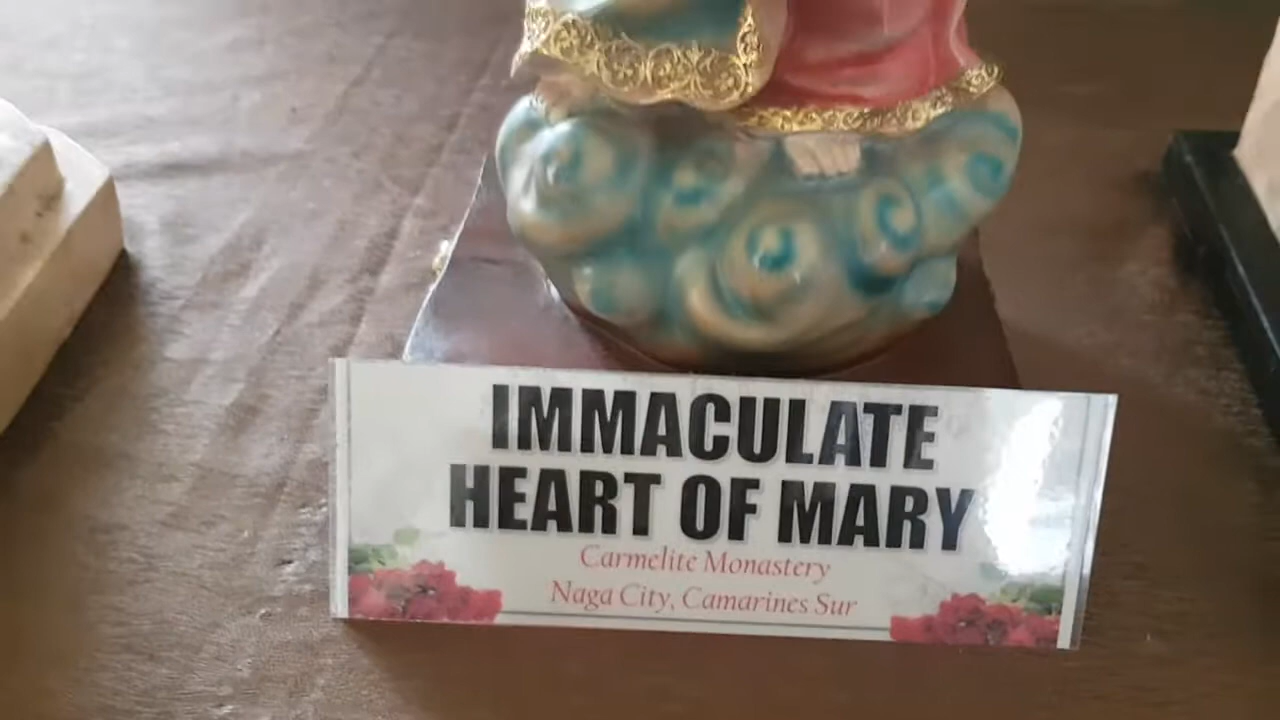 IMMACULATE
HEART OF MARY
Carmelite Monastery
Naga City, Camarines Sur